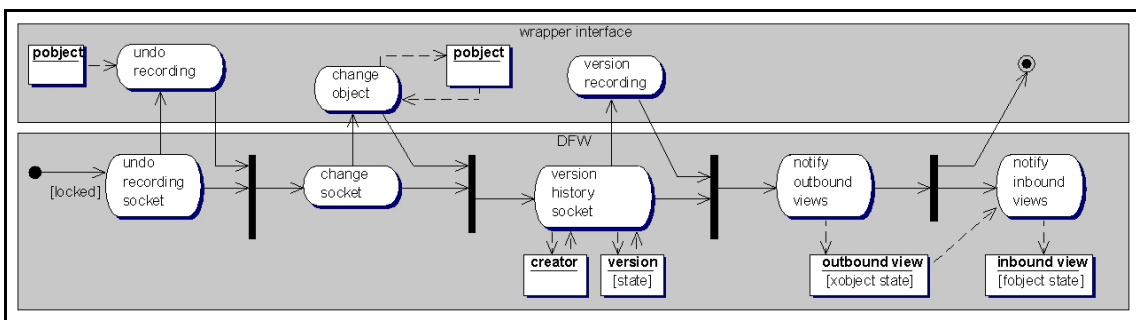 wrapper interface
pobject
undo
recording
change
object
pobject
version
recording
DFW
[locked]
undo
recording
socket
change
socket
version
history
socket
notify
outbound
views
notify
inbound
views
creator
version
[state]
outbound view
[xobject state]
inbound view
[fobject state]